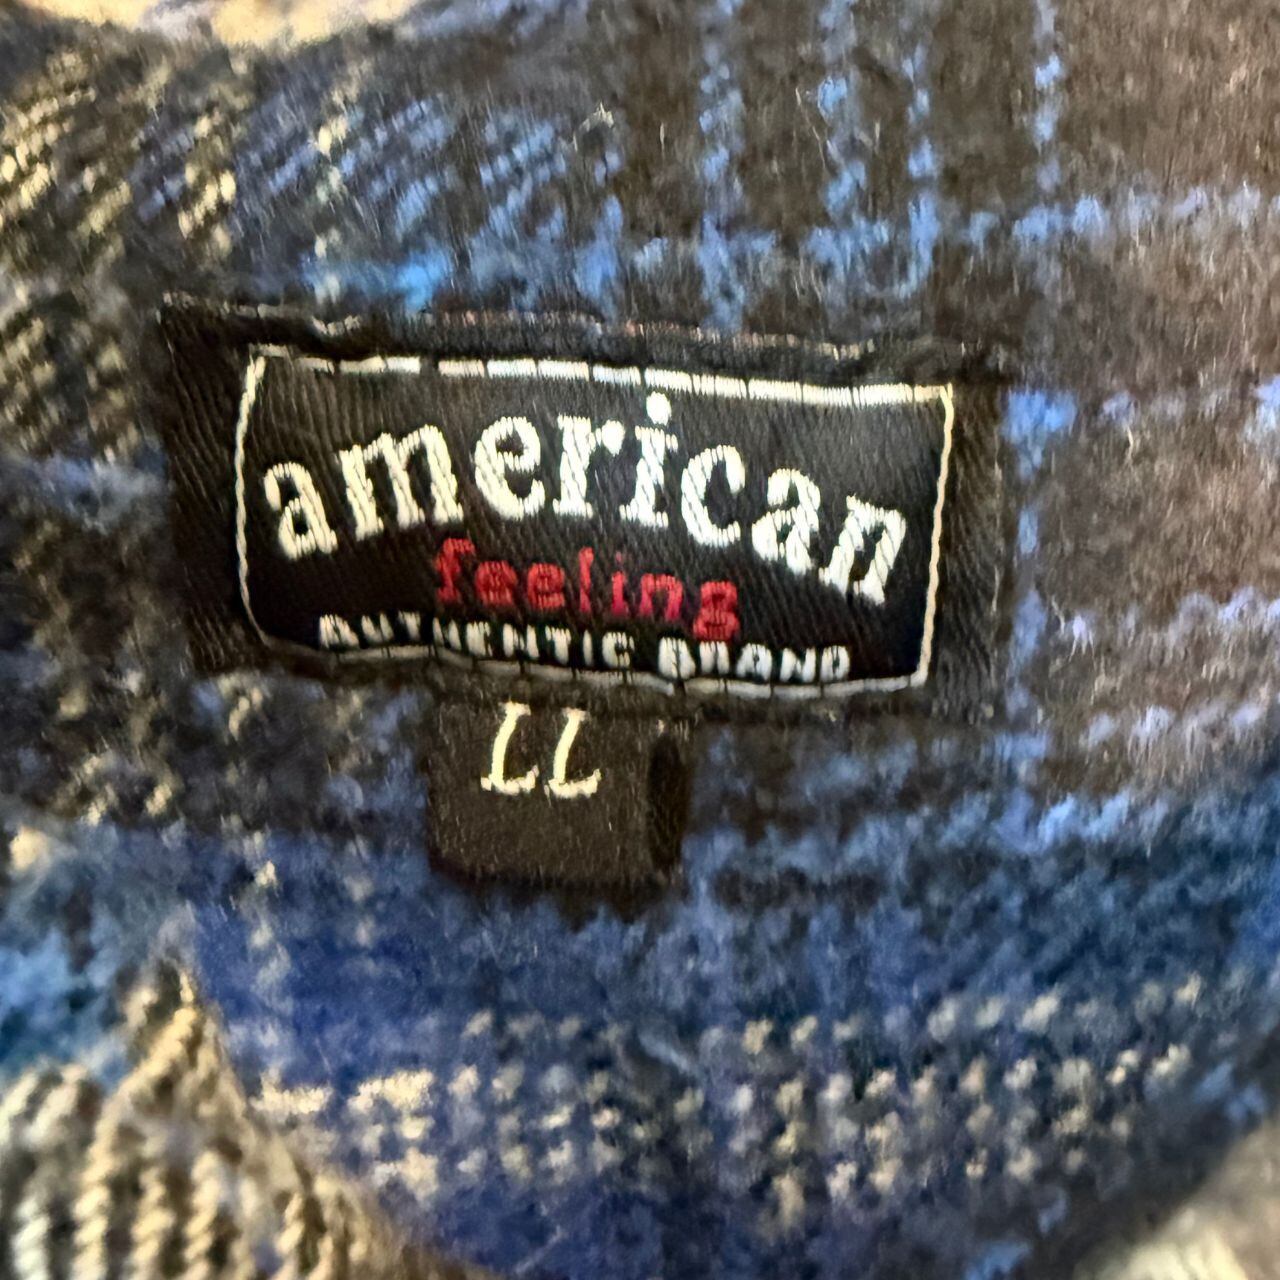 american
feeling
AUTHENTIC BRAND
LL